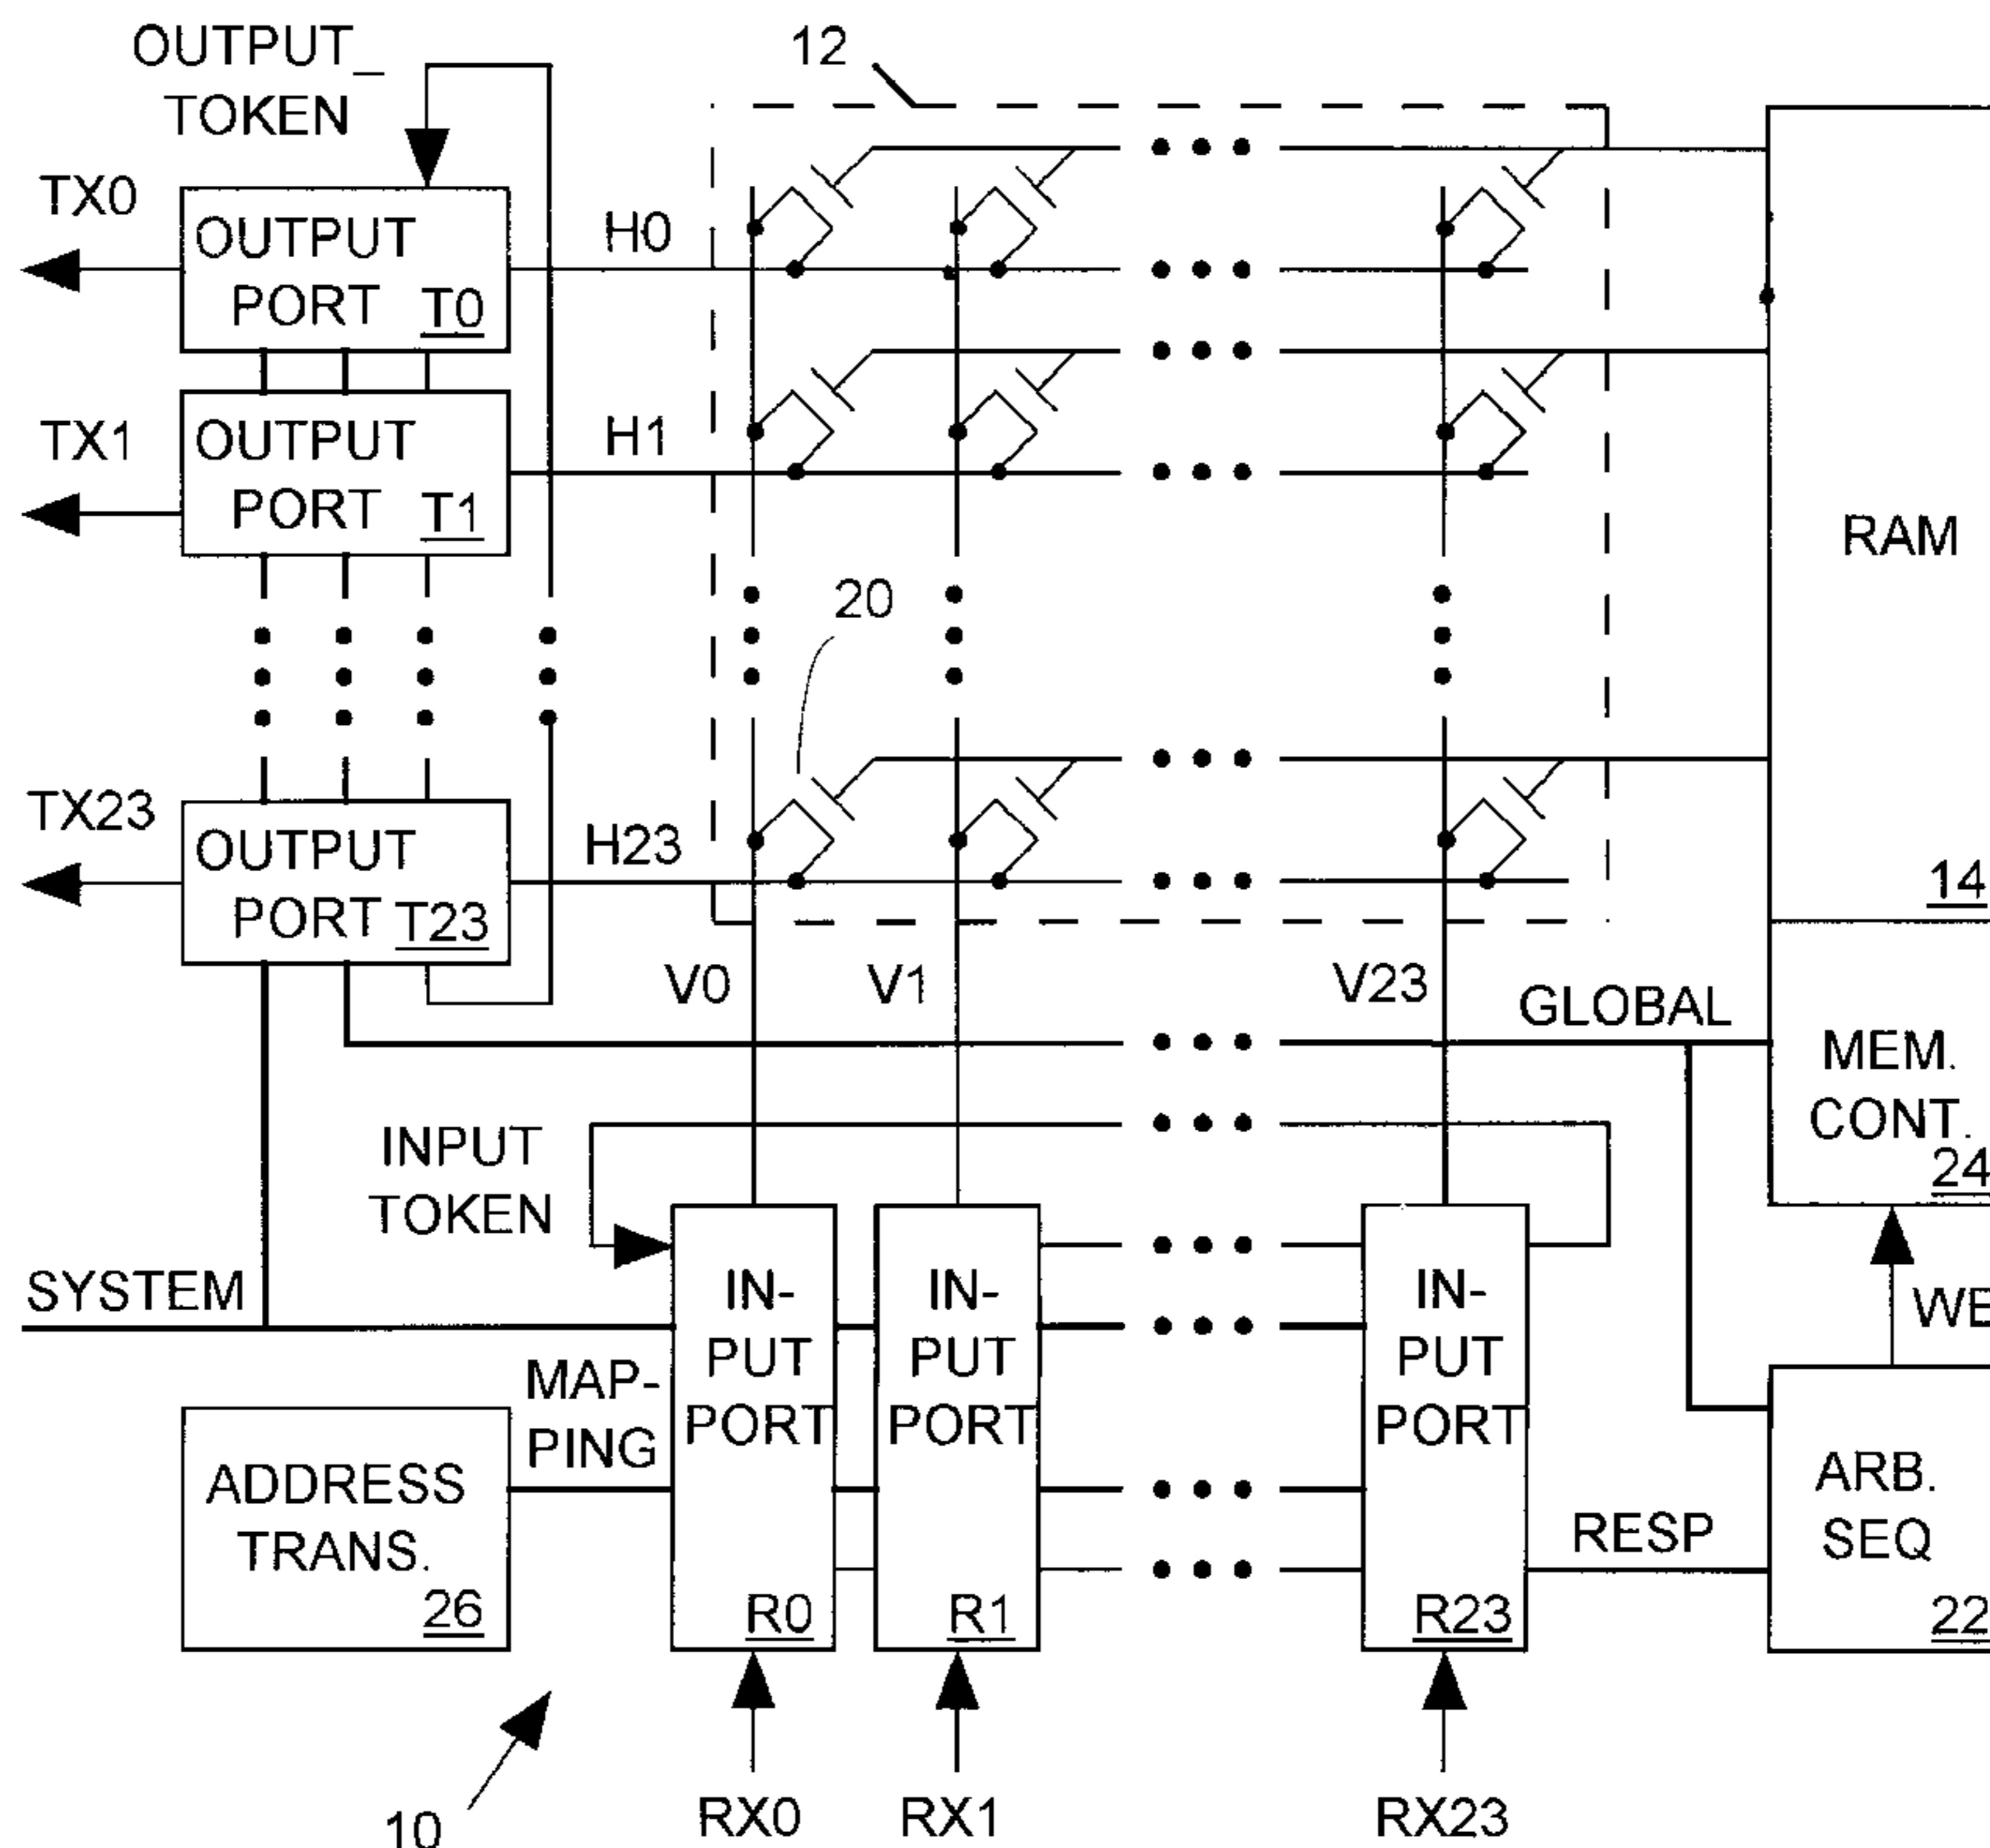 OUTPUT_
TOKEN
12
TX0
OUTPUT
PORT T0
H0
TX1
OUTPUT
PORT T1
H1
RAM
20
TX23
OUTPUT
PORT T23
H23
14
V0
V1
V23
GLOBAL
MEM.
CONT.
24
INPUT
TOKEN
SYSTEM
IN-
PUT
PORT
R0
IN-
PUT
PORT
R1
IN-
PUT
PORT
R23
MAP-
PING
ADDRESS
TRANS.
26
RESP
ARB.
SEQ
22
10
RX0
RX1
RX23